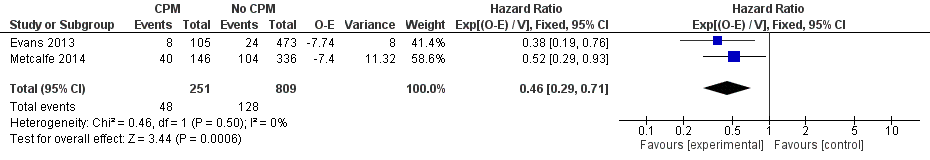 CPM No CPM Hazard Ratio Hazard Ratio
Study or Subgroup Events Total Events Total O-E Variance Weight Exp[(O-E) / V], Fixed, 95% CI Exp[(O-E) / V], Fixed, 95% CI
Evans 2013 8 105 24 473 -7.74 8 41.4% 0.38 [0.19, 0.76]
Metcalfe 2014 40 146 104 336 -7.4 11.32 58.6% 0.52 [0.29, 0.93]
Total (95% CI) 251 809 100.0% 0.46 [0.29, 0.71]
Total events 48 128
Heterogeneity: Chi² = 0.46, df = 1 (P = 0.50); I² = 0%
Test for overall effect: Z = 3.44 (P = 0.0006)
0.1 0.2 0.5 1 2 5 10
Favours [experimental] Favours [control]